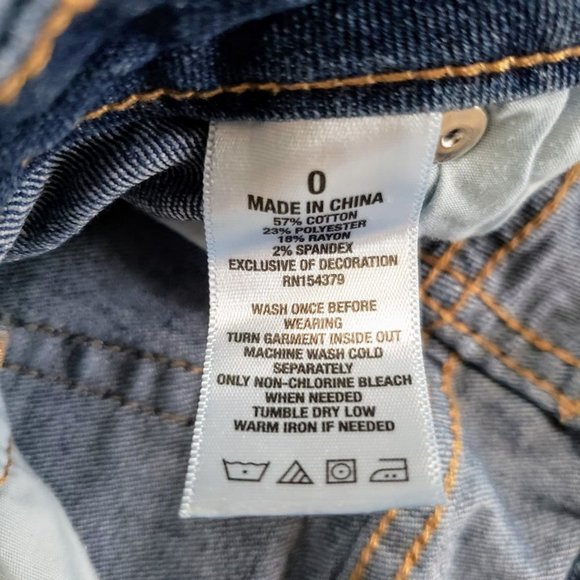 0
MADE IN CHINA
57% COTTON
23% POLYESTER
18% RAYON
2% SPANDEX
EXCLUSIVE OF DECORATION
RN154379
WASH ONCE BEFORE
WEARING
TURN GARMENT INSIDE OUT
MACHINE WASH COLD
SEPARATELY
ONLY NON-CHLORINE BLEACH
WHEN NEEDED
TUMBLE DRY LOW
WARM IRON IF NEEDED